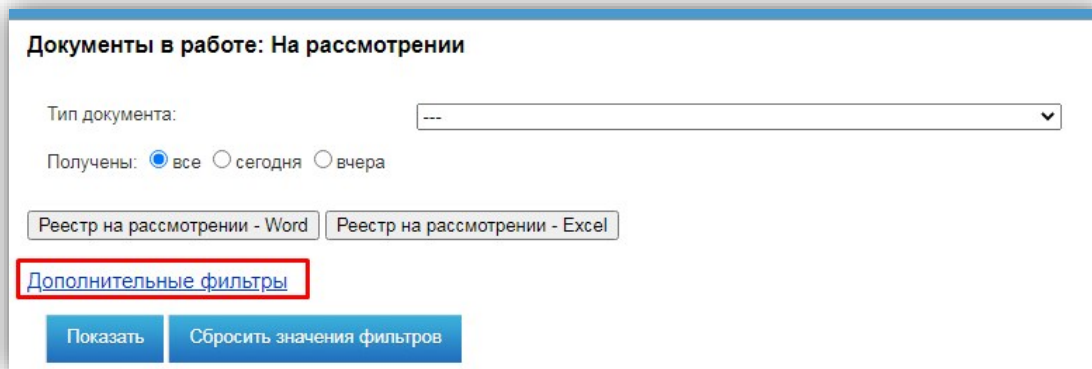 Документы в работе: На рассмотрении
Тип документа: ---
Получены: все сегодня вчера
Реестр на рассмотрении - Word Реестр на рассмотрении - Excel
Дополнительные фильтры
Показать Сбросить значения фильтров